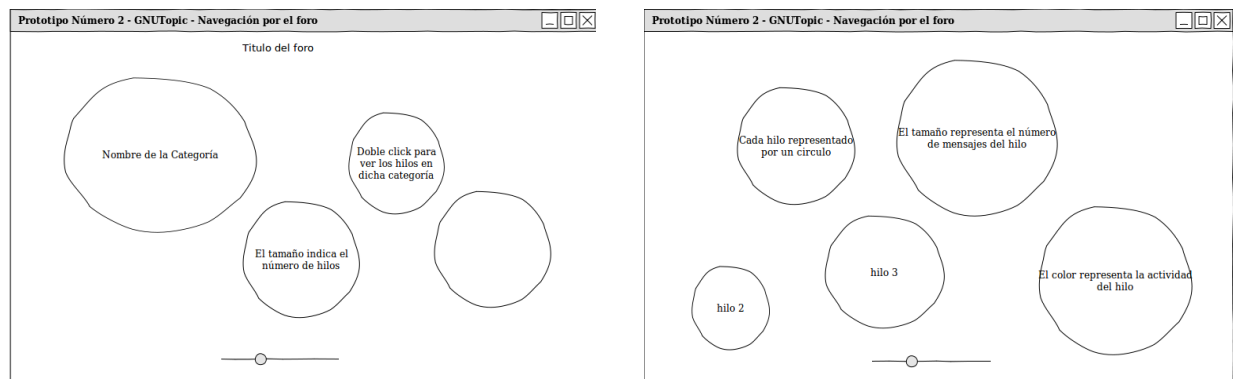 Prototipo Número 2 - GNUTopic - Navegación por el foro
Titulo del foro
Nombre de la Categoría
Doble click para
ver los hilos en
dicha categoría
El tamaño indica el
número de hilos
Prototipo Número 2 - GNUTopic - Navegación por el foro
Cada hilo representado
por un circulo
El tamaño representa el número
de mensajes del hilo
hilo 3
El color representa la actividad
del hilo
hilo 2